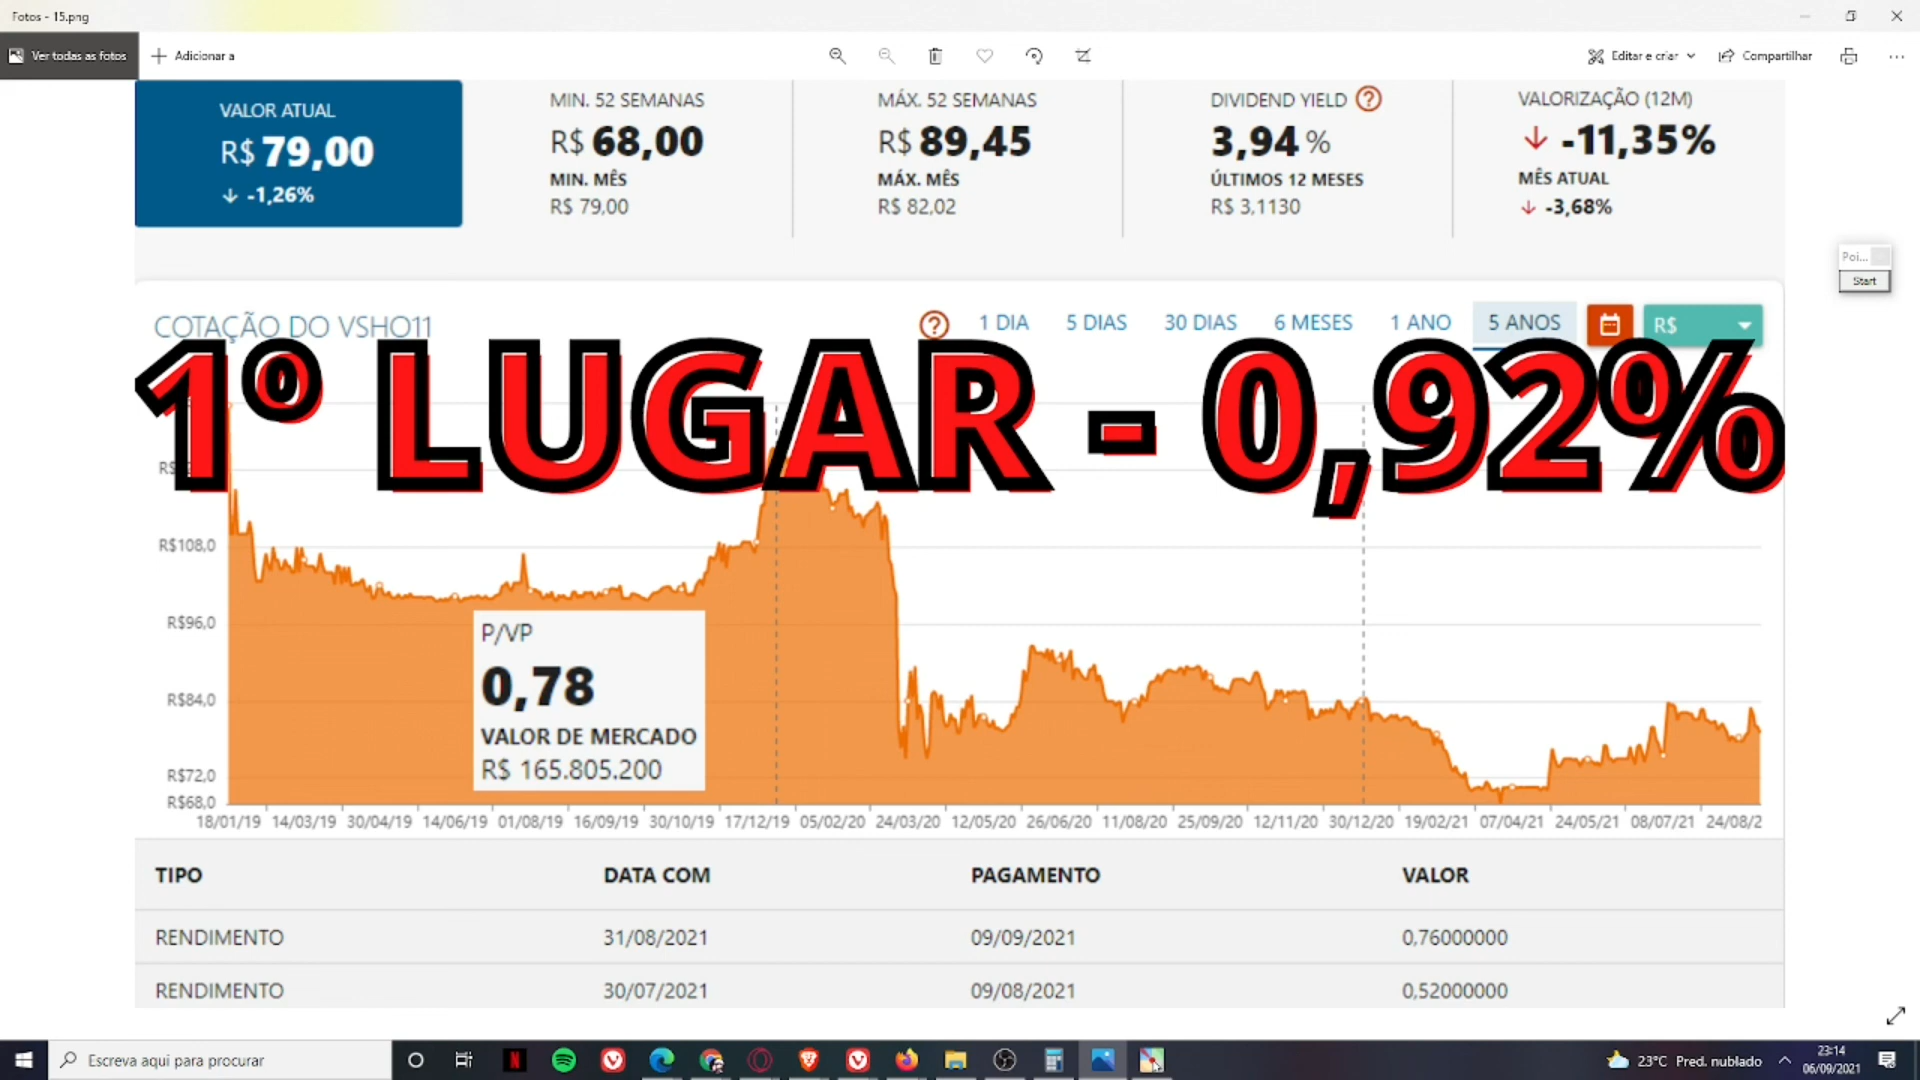 Fotos - 15.png
Ver todas as fotos
Adicionar a
Editar e criar
Compartilhar
VALOR ATUAL
R$ 79,00
-1,26%
MIN. 52 SEMANAS
R$ 68,00
MIN. MÊS
R$ 79,00
MÁX. 52 SEMANAS
R$ 89,45
MÁX. MÊS
R$ 82,02
DIVIDEND YIELD ?
3,94 %
ÚLTIMOS 12 MESES
R$ 3,1130
VALORIZAÇÃO (12M)
-11,35%
MÊS ATUAL
-3,68%
Poi...
Start
COTAÇÃO DO VSHO11
? 1 DIA 5 DIAS 30 DIAS 6 MESES 1 ANO 5 ANOS R$
1º LUGAR - 0,92%
R$108,0
R$96,0
R$84,0
R$72,0
R$68,0
P/VP
0,78
VALOR DE MERCADO
R$ 165.805.200
18/01/19 14/03/19 30/04/19 14/06/19 01/08/19 16/09/19 30/10/19 17/12/19 05/02/20 24/03/20 12/05/20 26/06/20 11/08/20 25/09/20 12/11/20 30/12/20 19/02/21 07/04/21 24/05/21 08/07/21 24/08/2
TIPO DATA COM PAGAMENTO VALOR
RENDIMENTO 31/08/2021 09/09/2021 0,76000000
RENDIMENTO 30/07/2021 09/08/2021 0,52000000
Escreva aqui para procurar
23°C Pred. nublado
23:14
06/09/2021